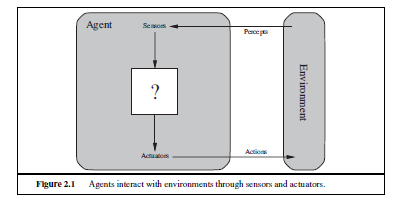 Agent
Sensors
Percepts
?
Environment
Actuators
Actions
Figure 2.1 Agents interact with environments through sensors and actuators.